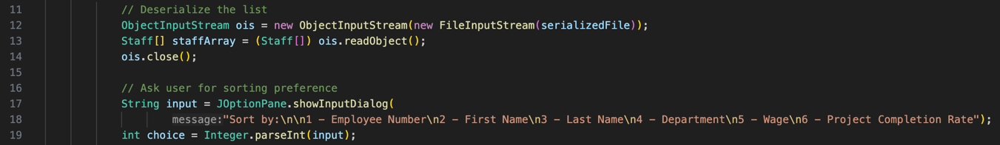 11 // Deserialize the list
12 ObjectInputStream ois = new ObjectInputStream(new FileInputStream(serializedFile));
13 Staff[] staffArray = (Staff[]) ois.readObject();
14 ois.close();
15
16 // Ask user for sorting preference
17 String input = JOptionPane.showInputDialog(
18 message:"Sort by:\n\n1 - Employee Number\n2 - First Name\n3 - Last Name\n4 - Department\n5 - Wage\n6 - Project Completion Rate");
19 int choice = Integer.parseInt(input);